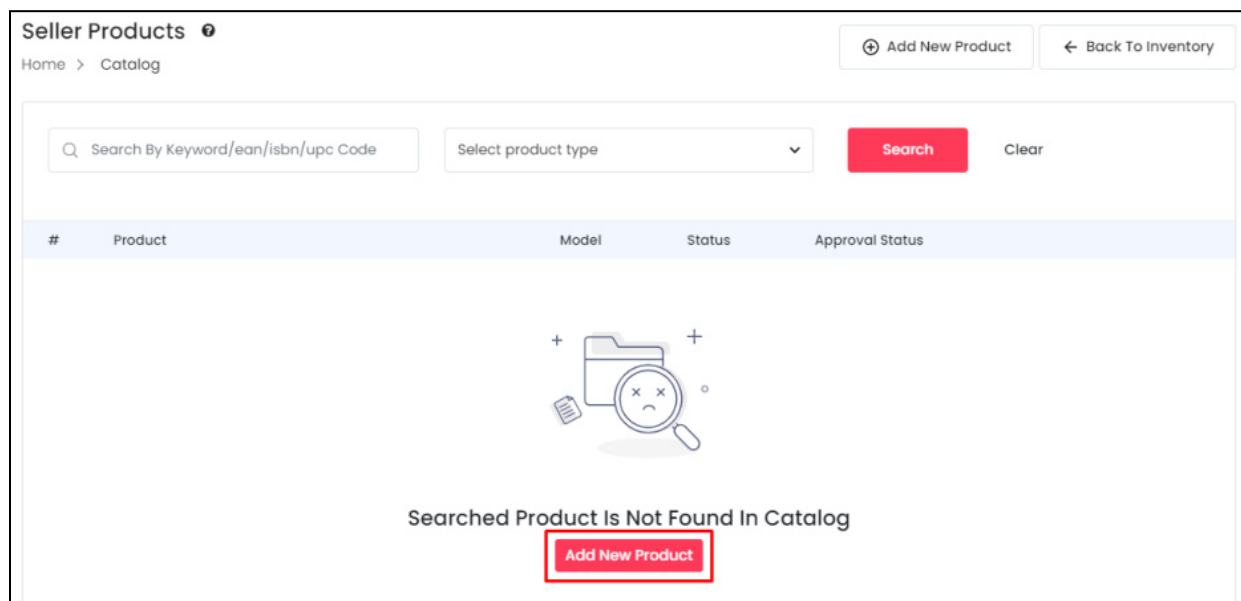 Seller Products
Add New Product
Back To Inventory
Home > Catalog
Search By Keyword/ean/isbn/upc Code
Select product type
Search
Clear
# Product Model Status Approval Status
Searched Product Is Not Found In Catalog
Add New Product